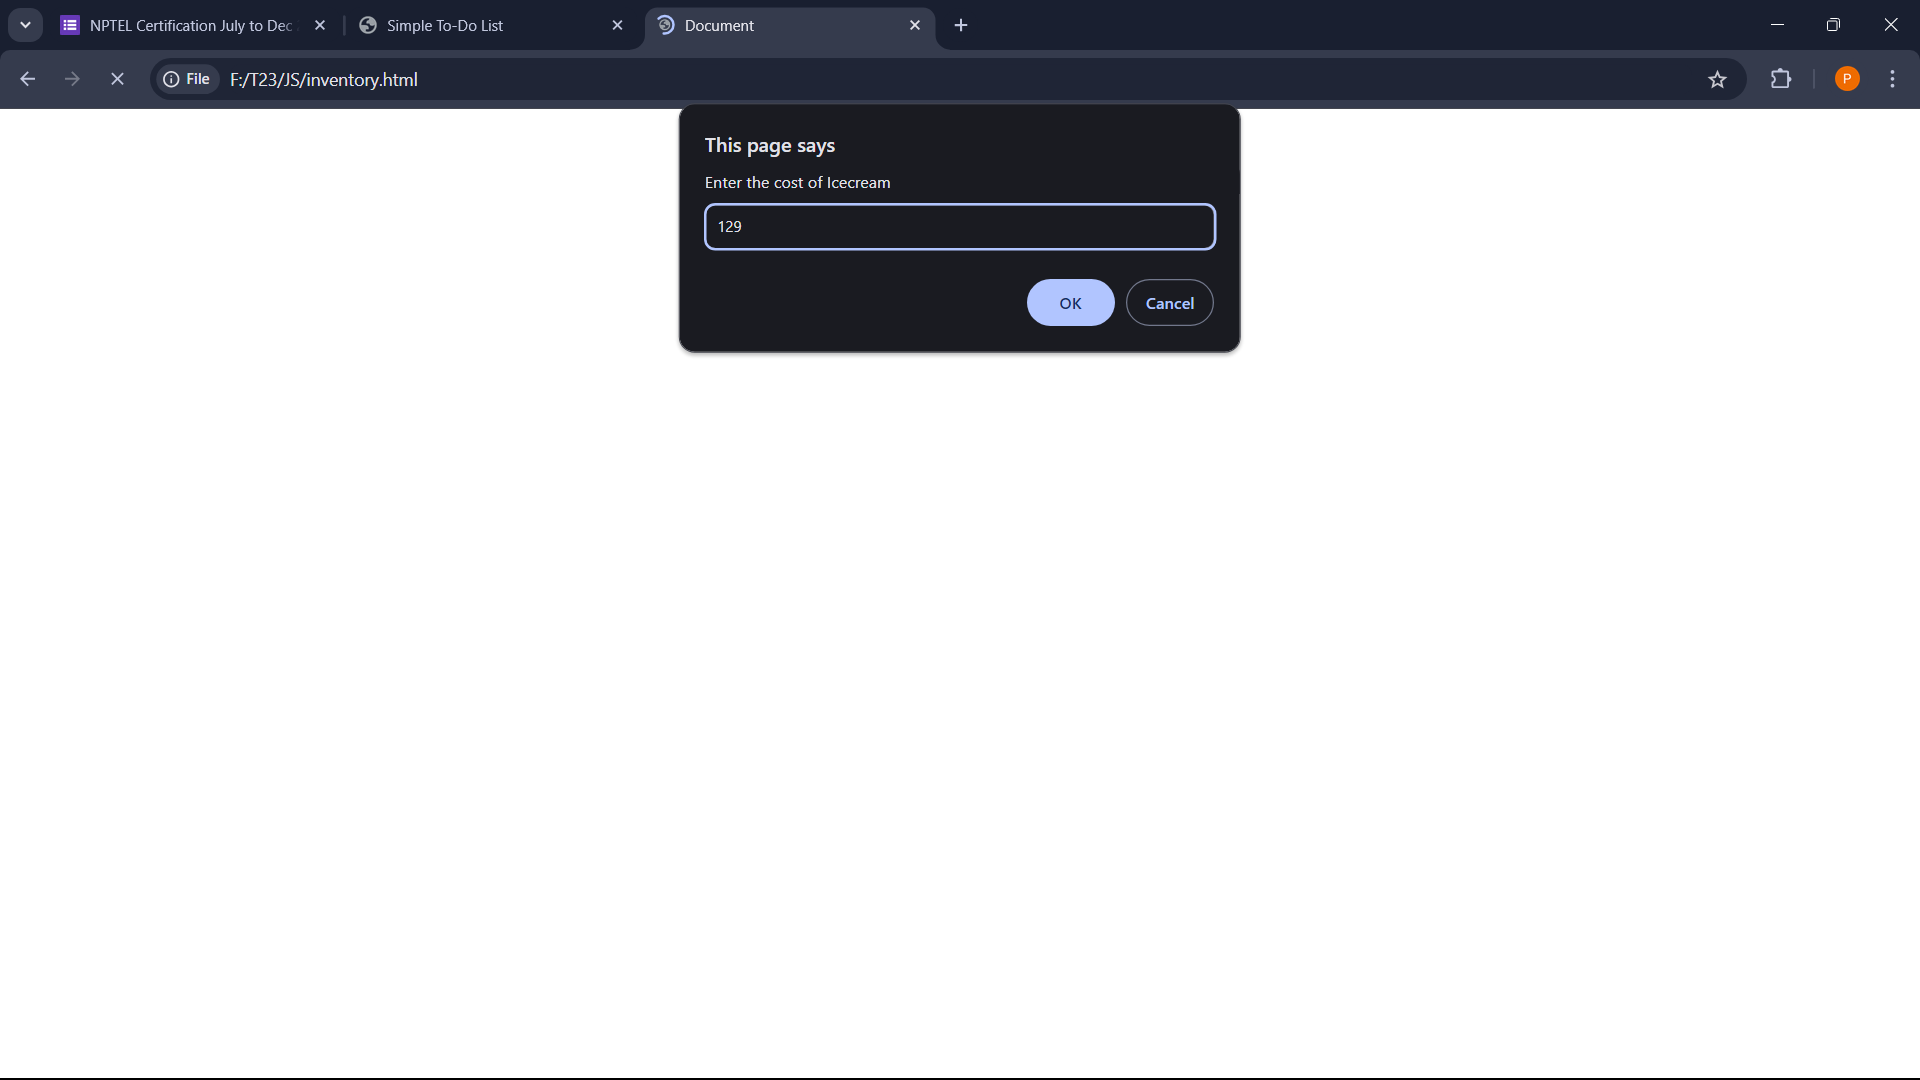 NPTEL Certification July to Dec
Simple To-Do List
Document
File
F:/T23/JS/inventory.html
P
This page says
Enter the cost of Icecream
129
OK
Cancel